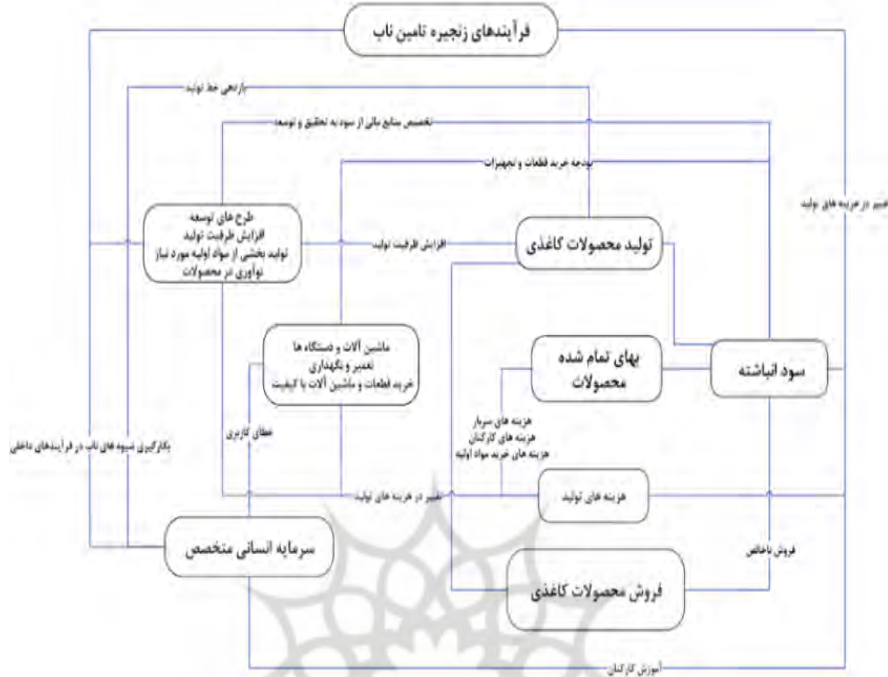 فرآیندهای زنجیره تامین ناب
بازدهی خط تولید
تخصیص منابع مالی از سود به تحقیق و توسعه
بودجه خرید قطعات و تجهیزات
تغییر در هزینه های تولید
طرح های توسعه
افزایش ظرفیت تولید
تولید بخشی از مواد اولیه مورد نیاز
نوآوری در محصولات
افزایش ظرفیت تولید
تولید محصولات کاغذی
ماشین آلات و دستگاه ها
تعمیر و نگهداری
خرید قطعات و ماشین آلات با کیفیت
بهای تمام شده
محصولات
سود انباشته
هزینه های سربار
هزینه های کارکنان
هزینه های خرید مواد اولیه
خطای کاربری
بکارگیری شیوه های ناب در فرآیندهای داخلی
تغییر در هزینه های تولید
هزینه های تولید
سرمایه انسانی متخصص
فروش ناخالص
فروش محصولات کاغذی
آموزش کارکنان